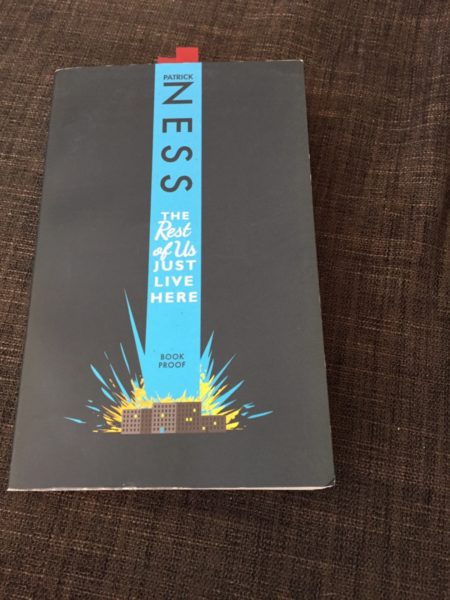 PATRICK
NESS
THE
Rest
of Us
JUST
LIVE
HERE
BOOK
PROOF